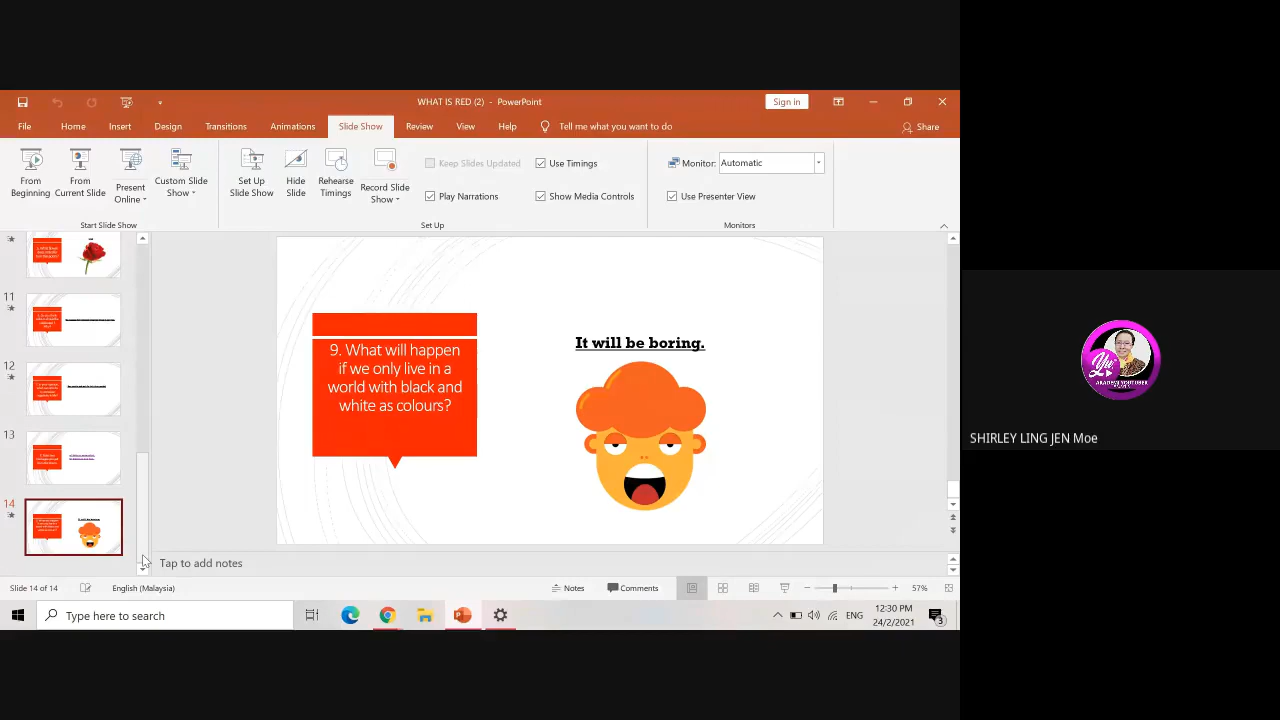 WHAT IS RED (2) - PowerPoint
Sign in
File Home Insert Design Transitions Animations Slide Show Review View Help Tell me what you want to do Share
From Beginning
From Current Slide
Present Online
Custom Slide Show
Set Up Slide Show
Hide Slide
Rehearse Timings
Record Slide Show
Keep Slides Updated
Play Narrations
Use Timings
Show Media Controls
Monitor: Automatic
Use Presenter View
Start Slide Show
Set Up
Monitors
11
12
13
14
9. What will happen
if we only live in a
world with black and
white as colours?
It will be boring.
Tap to add notes
Slide 14 of 14
English (Malaysia)
Notes
Comments
57%
Type here to search
ENG
12:30 PM
24/2/2021
3
Yu
AKADEMI YOUTUBER
SHIRLEY LING JEN Moe